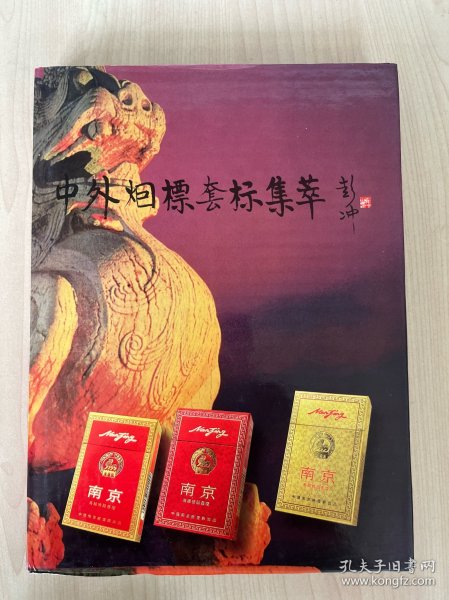 中外烟標套标集萃
彭冲
NanJing
南京
NanJing
南京
NanJing
南京
孔夫子旧书网
https://www.kongfz.com